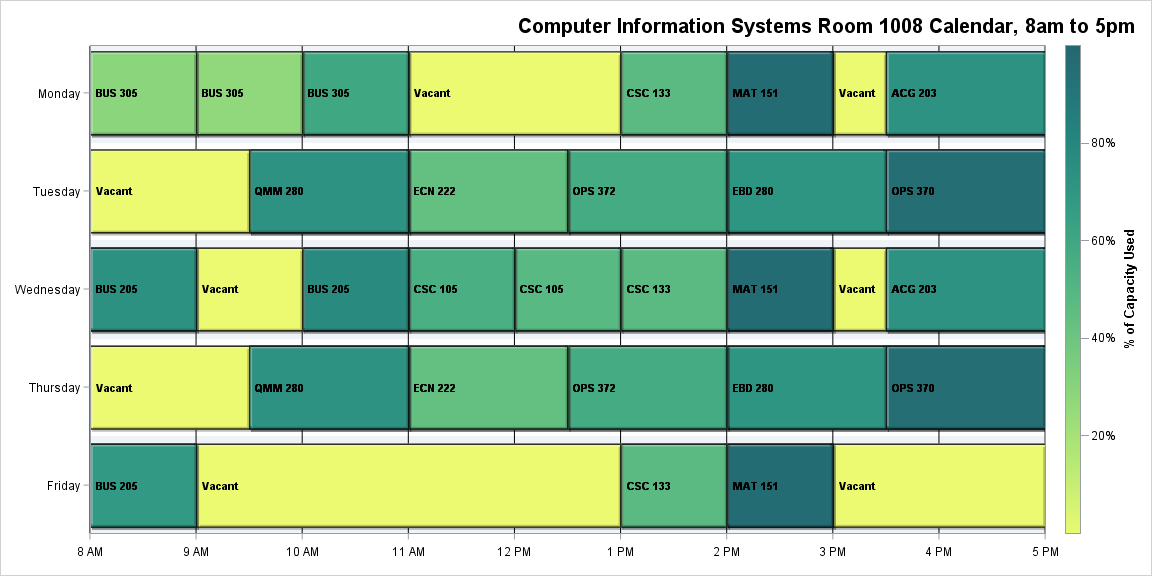 Computer Information Systems Room 1008 Calendar, 8am to 5pm
Monday
BUS 305
BUS 305
BUS 305
Vacant
CSC 133
MAT 151
Vacant
ACG 203
Tuesday
Vacant
QMM 280
ECN 222
OPS 372
EBD 280
OPS 370
Wednesday
BUS 205
Vacant
BUS 205
CSC 105
CSC 105
CSC 133
MAT 151
Vacant
ACG 203
Thursday
Vacant
QMM 280
ECN 222
OPS 372
EBD 280
OPS 370
Friday
BUS 205
Vacant
CSC 133
MAT 151
Vacant
8 AM
9 AM
10 AM
11 AM
12 PM
1 PM
2 PM
3 PM
4 PM
5 PM
80%
60%
40%
20%
% of Capacity Used